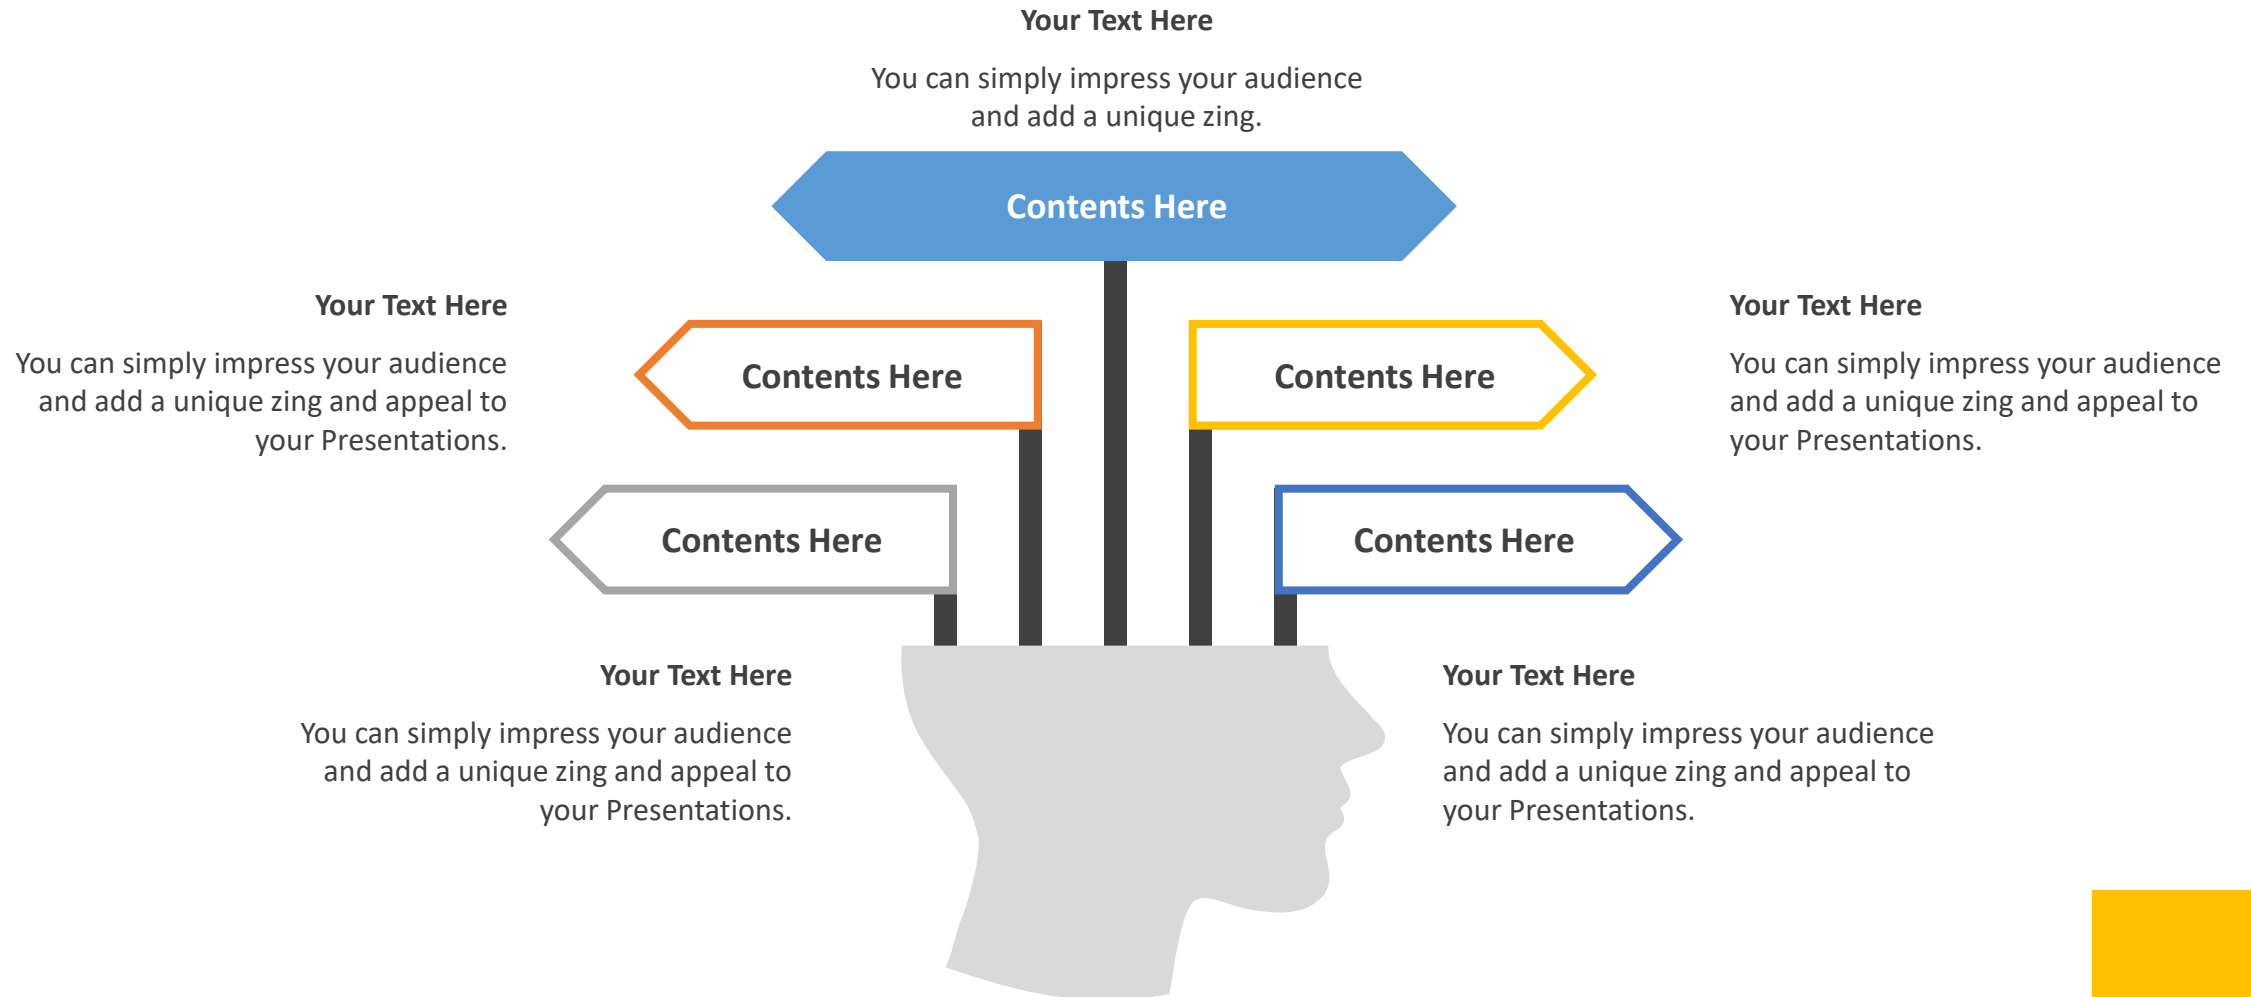 Your Text Here
You can simply impress your audience
and add a unique zing.
Contents Here
Your Text Here
You can simply impress your audience
and add a unique zing and appeal to
your Presentations.
Contents Here
Contents Here
Your Text Here
You can simply impress your audience
and add a unique zing and appeal to
your Presentations.
Contents Here
Contents Here
Your Text Here
You can simply impress your audience
and add a unique zing and appeal to
your Presentations.
Your Text Here
You can simply impress your audience
and add a unique zing and appeal to
your Presentations.